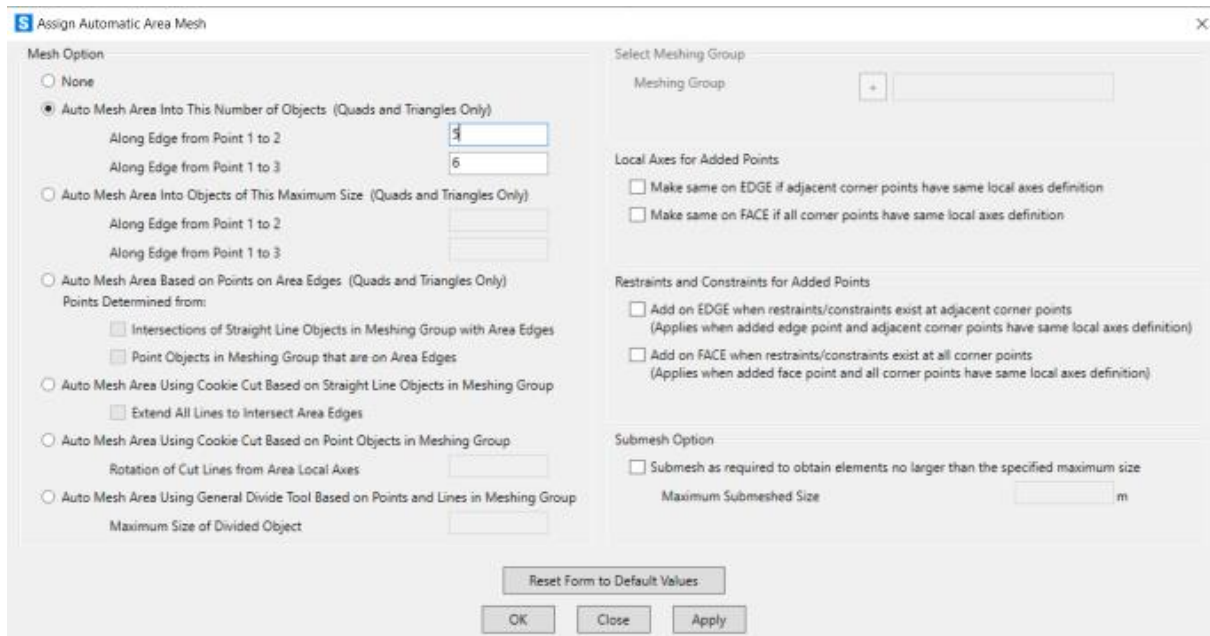 S Assign Automatic Area Mesh
Mesh Option
None
Auto Mesh Area Into This Number of Objects (Quads and Triangles Only)
Along Edge from Point 1 to 2
5
Along Edge from Point 1 to 3
6
Auto Mesh Area Into Objects of This Maximum Size (Quads and Triangles Only)
Along Edge from Point 1 to 2
Along Edge from Point 1 to 3
Auto Mesh Area Based on Points on Area Edges (Quads and Triangles Only)
Points Determined from:
Intersections of Straight Line Objects in Meshing Group with Area Edges
Point Objects in Meshing Group that are on Area Edges
Auto Mesh Area Using Cookie Cut Based on Straight Line Objects in Meshing Group
Extend All Lines to Intersect Area Edges
Auto Mesh Area Using Cookie Cut Based on Point Objects in Meshing Group
Rotation of Cut Lines from Area Local Axes
Auto Mesh Area Using General Divide Tool Based on Points and Lines in Meshing Group
Maximum Size of Divided Object
Select Meshing Group
Meshing Group
+
Local Axes for Added Points
Make same on EDGE if adjacent corner points have same local axes definition
Make same on FACE if all corner points have same local axes definition
Restraints and Constraints for Added Points
Add on EDGE when restraints/constraints exist at adjacent corner points
(Applies when added edge point and adjacent corner points have same local axes definition)
Add on FACE when restraints/constraints exist at all corner points
(Applies when added face point and all corner points have same local axes definition)
Submesh Option
Submesh as required to obtain elements no larger than the specified maximum size
Maximum Submeshed Size
m
Reset Form to Default Values
OK
Close
Apply